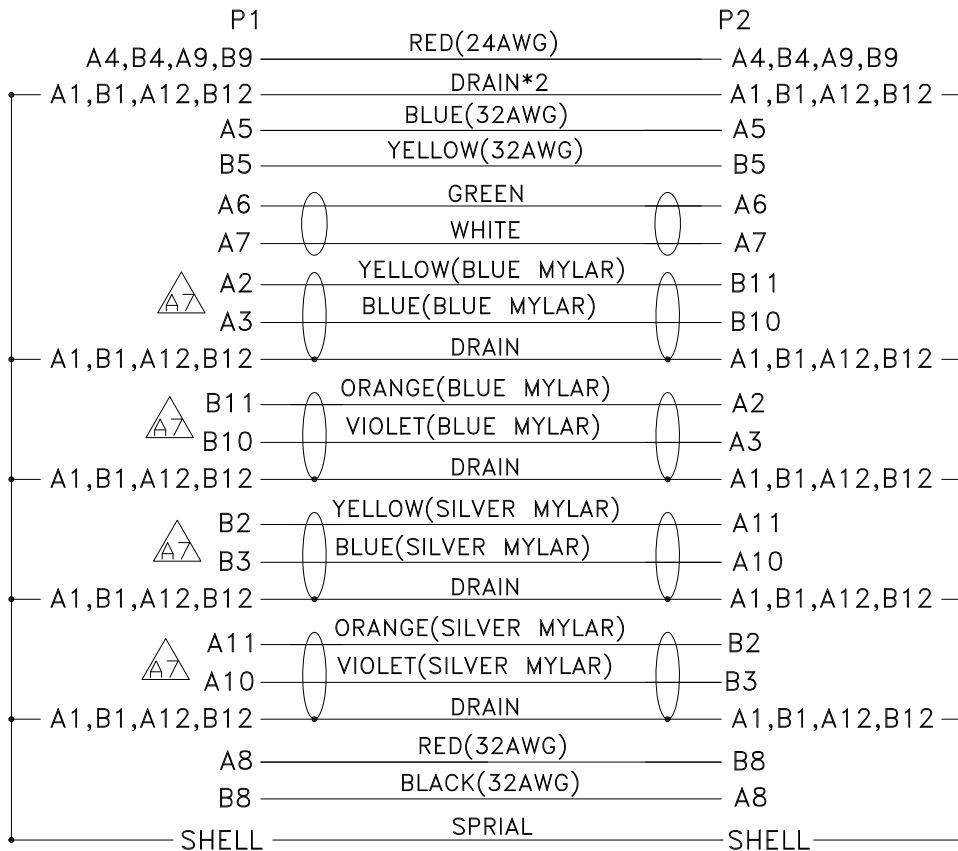 P1 P2
A4,B4,A9,B9 RED(24AWG) A4,B4,A9,B9
A1,B1,A12,B12 DRAIN*2 A1,B1,A12,B12
A5 BLUE(32AWG) A5
B5 YELLOW(32AWG) B5
A6 GREEN A6
A7 WHITE A7
A2 YELLOW(BLUE MYLAR) B11
A7
A3 BLUE(BLUE MYLAR) B10
A1,B1,A12,B12 DRAIN A1,B1,A12,B12
B11 ORANGE(BLUE MYLAR) A2
A7
B10 VIOLET(BLUE MYLAR) A3
A1,B1,A12,B12 DRAIN A1,B1,A12,B12
B2 YELLOW(SILVER MYLAR) A11
A7
B3 BLUE(SILVER MYLAR) A10
A1,B1,A12,B12 DRAIN A1,B1,A12,B12
A11 ORANGE(SILVER MYLAR) B2
A7
A10 VIOLET(SILVER MYLAR) B3
A1,B1,A12,B12 DRAIN A1,B1,A12,B12
A8 RED(32AWG) B8
B8 BLACK(32AWG) A8
SHELL SPRIAL SHELL